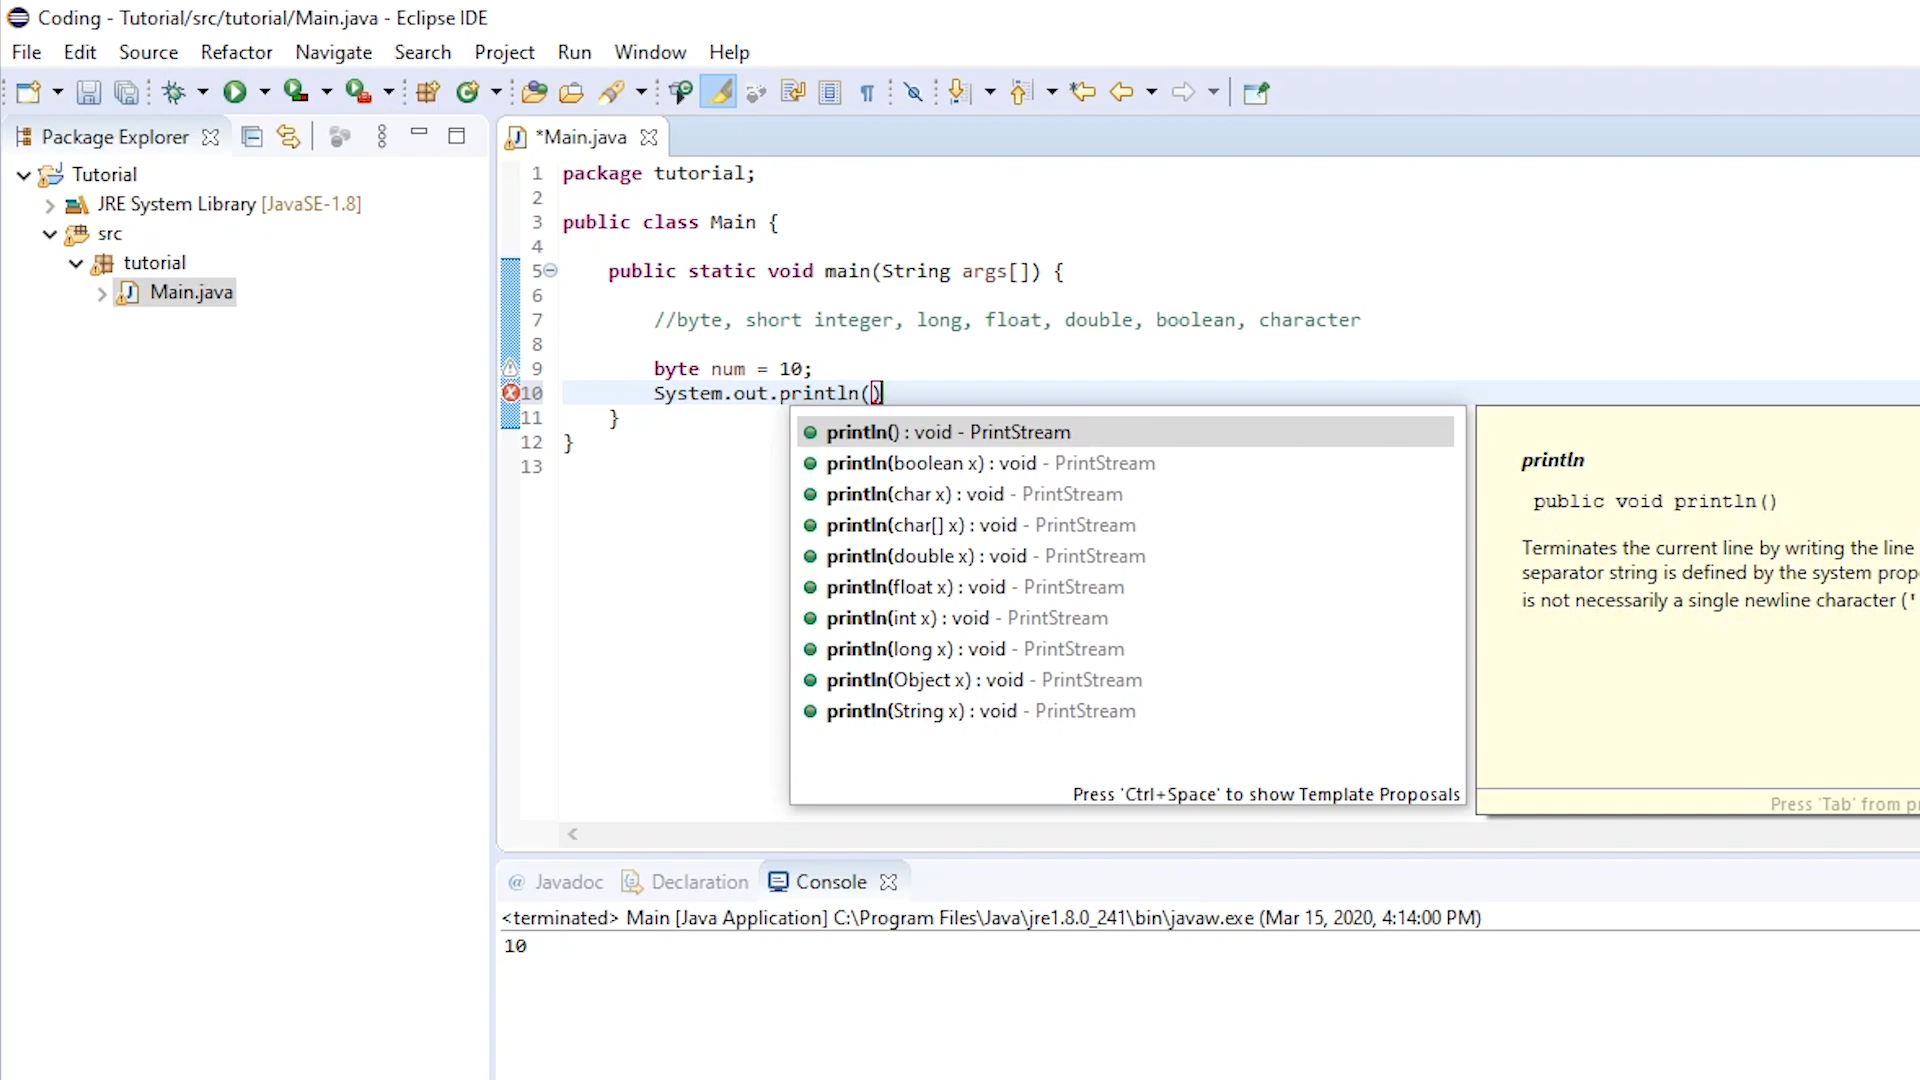 Coding - Tutorial/src/tutorial/Main.java - Eclipse IDE
File Edit Source Refactor Navigate Search Project Run Window Help
Package Explorer
Tutorial
JRE System Library [JavaSE-1.8]
src
tutorial
Main.java
*Main.java
1 package tutorial;
2
3 public class Main {
4
5 public static void main(String args[]) {
6
7 //byte, short integer, long, float, double, boolean, character
8
9 byte num = 10;
10 System.out.println()
11 }
12 }
13
println() : void - PrintStream
println(boolean x) : void - PrintStream
println(char x) : void - PrintStream
println(char[] x) : void - PrintStream
println(double x) : void - PrintStream
println(float x) : void - PrintStream
println(int x) : void - PrintStream
println(long x) : void - PrintStream
println(Object x) : void - PrintStream
println(String x) : void - PrintStream
Press 'Ctrl+Space' to show Template Proposals
println
public void println()
Terminates the current line by writing the line
separator string is defined by the system prop
is not necessarily a single newline character ('
Press 'Tab' from p
@ Javadoc Declaration Console
<terminated> Main [Java Application] C:\Program Files\Java\jre1.8.0_241\bin\javaw.exe (Mar 15, 2020, 4:14:00 PM)
10